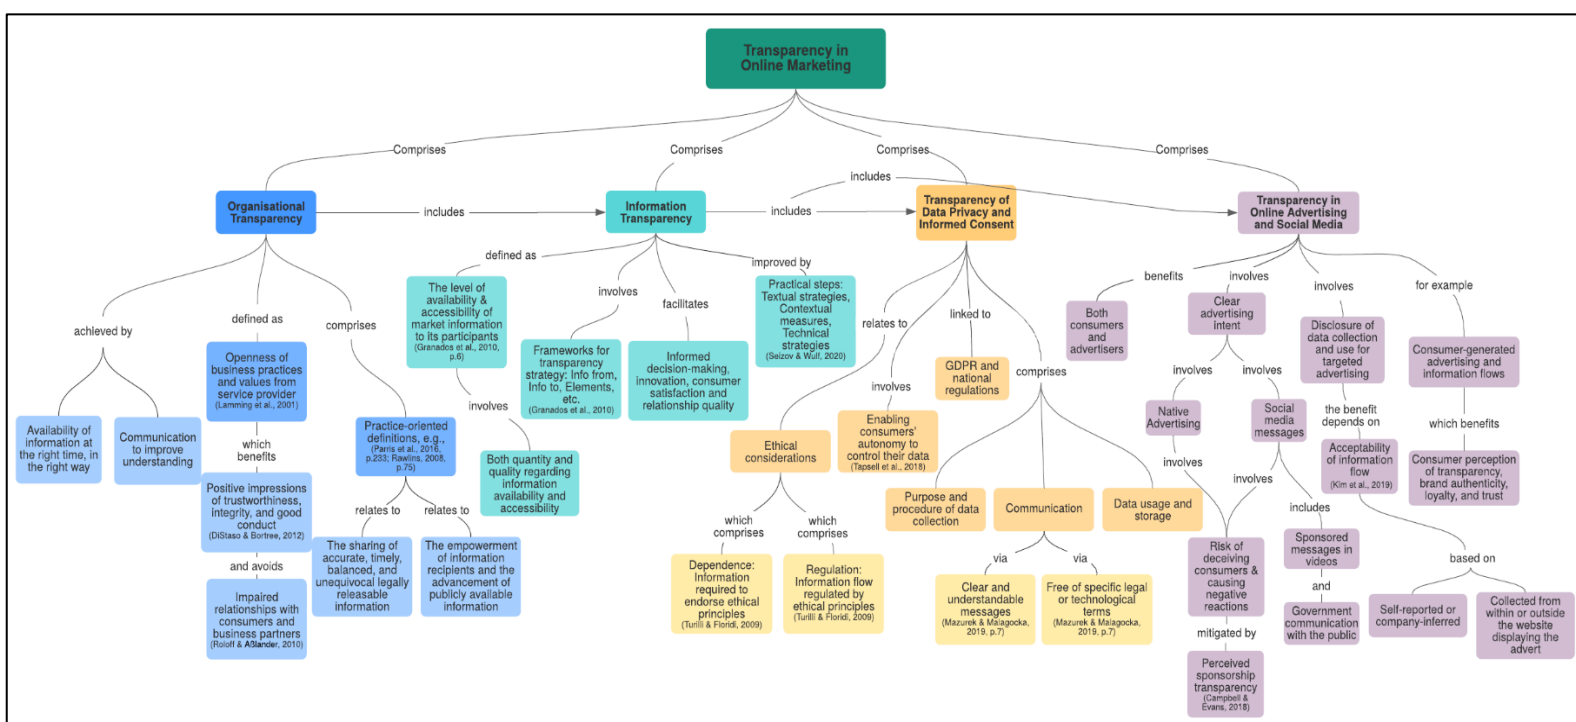 Transparency in
Online Marketing
Comprises
Comprises
Comprises
Comprises
Organisational
Transparency
includes
Information
Transparency
includes
includes
Transparency of
Data Privacy and
Informed Consent
Transparency in
Online Advertising
and Social Media
achieved by
Availability of
information at
the right time, in
the right way
Communication
to improve
understanding
defined as
Openness of
business practices
and values from
service provider
(Lamming et al., 2001)
which
benefits
Positive impressions
of trustworthiness,
integrity, and good
conduct
(DiStaso & Bortree, 2012)
and avoids
Impaired
relationships with
consumers and
business partners
(Roloff & Aßlander, 2010)
comprises
Practice-oriented
definitions, e.g.,
(Parris et al., 2016,
p.233; Rawlins, 2008,
p.75)
relates to
The sharing of
accurate, timely,
balanced, and
unequivocal legally
releasable
information
relates to
The empowerment
of information
recipients and the
advancement of
publicly available
information
defined as
The level of
availability &
accessibility of
market information
to its participants
(Granados et al., 2010,
p.6)
involves
Both quantity and
quality regarding
information
availability and
accessibility
involves
Frameworks for
transparency
strategy: Info from,
Info to, Elements,
etc.
(Granados et al., 2010)
facilitates
Informed
decision-making,
innovation, consumer
satisfaction and
relationship quality
improved by
Practical steps:
Textual strategies,
Contextual
measures,
Technical
strategies
(Seizov & Wulf, 2020)
relates to
Ethical
considerations
which
comprises
Dependence:
Information
required to
endorse ethical
principles
(Turilli & Floridi, 2009)
which
comprises
Regulation:
Information flow
regulated by
ethical principles
(Turilli & Floridi, 2009)
involves
Enabling
consumers'
autonomy to
control their data
(Tapsell et al., 2018)
linked to
GDPR and
national
regulations
comprises
Purpose and
procedure of data
collection
Communication
Data usage and
storage
via
Clear and
understandable
messages
(Mazurek & Malagocka,
2019, p.7)
via
Free of specific legal
or technological
terms
(Mazurek & Malagocka,
2019, p.7)
benefits
Both
consumers
and
advertisers
involves
Clear
advertising
intent
involves
Native
Advertising
involves
involves
Social
media
messages
involves
Risk of
deceiving
consumers &
causing
negative
reactions
mitigated by
Perceived
sponsorship
transparency
(Campbell &
Evans, 2018)
includes
Sponsored
messages in
videos
and
Government
communication
with the public
involves
Disclosure of
data collection
and use for
targeted
advertising
the benefit
depends on
Acceptability
of information
flow
(Kim et al., 2019)
based on
Self-reported or
company-inferred
Collected from
within or outside
the website
displaying the
advert
for example
Consumer-generated
advertising and
information flows
which benefits
Consumer perception
of transparency,
brand authenticity,
loyalty, and trust